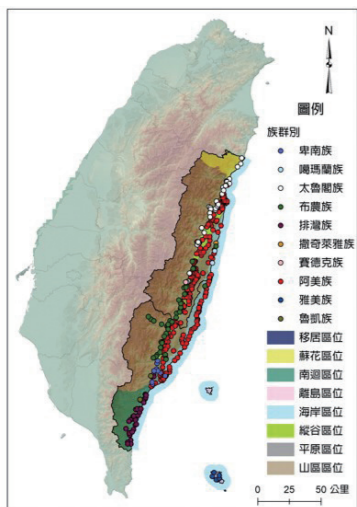 N
圖例
族群別
卑南族
噶瑪蘭族
太魯閣族
布農族
排灣族
撒奇萊雅族
賽德克族
阿美族
雅美族
魯凱族
移居區位
蘇花區位
南迴區位
離島區位
海岸區位
縱谷區位
平原區位
山區區位
0 25 50 公里